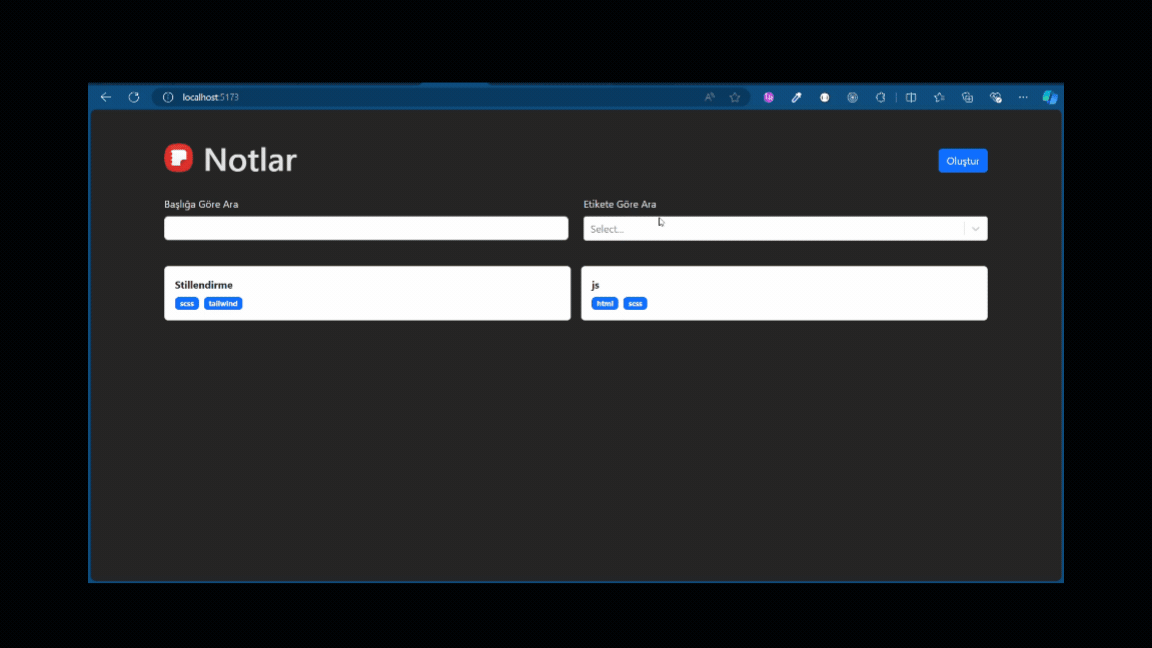 localhost:5173
Notlar
Oluştur
Başlığa Göre Ara
Etikete Göre Ara
Select...
Stillendirme
scss tailwind
js
html scss